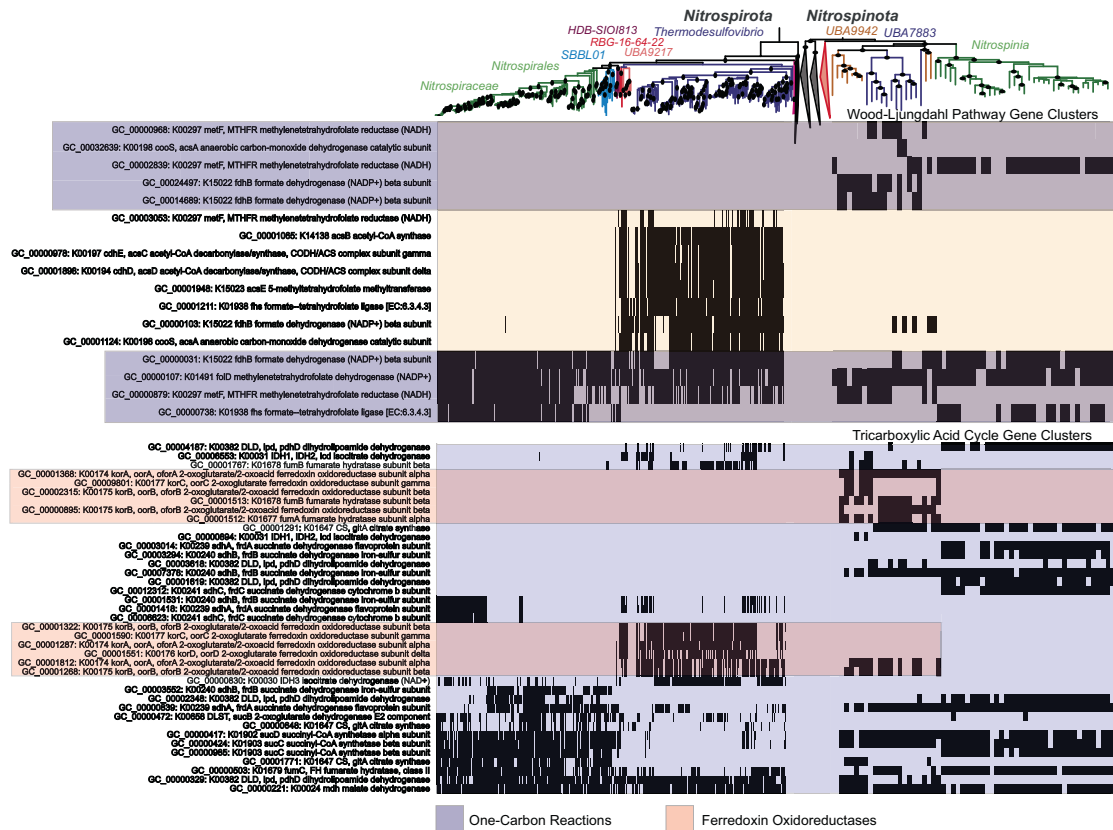 Nitrospirota
Nitrospinota
HDB-SIOI813
RBG-16-64-22
Thermodesulfovibrio
UBA9942
UBA7883
SBBL01
UBA9217
Nitrospinia
Nitrospirales
Nitrospiraceae
Wood-Ljungdahl Pathway Gene Clusters
GC_00000968: K00297 metF, MTHFR methylenetetrahydrofolate reductase (NADH)
GC_00032639: K00198 cooS, acsA anaerobic carbon-monoxide dehydrogenase catalytic subunit
GC_00002839: K00297 metF, MTHFR methylenetetrahydrofolate reductase (NADH)
GC_00024497: K15022 fdhB formate dehydrogenase (NADP+) beta subunit
GC_00014689: K15022 fdhB formate dehydrogenase (NADP+) beta subunit
GC_00003053: K00297 metF, MTHFR methylenetetrahydrofolate reductase (NADH)
GC_00001065: K14138 acsB acetyl-CoA synthase
GC_00000978: K00197 cdhE, acsC acetyl-CoA decarbonylase/synthase, CODH/ACS complex subunit gamma
GC_00001898: K00194 cdhD, acsD acetyl-CoA decarbonylase/synthase, CODH/ACS complex subunit delta
GC_00001948: K15023 acsE 5-methyltetrahydrofolate methyltransferase
GC_00001211: K01938 fhs formate--tetrahydrofolate ligase [EC:6.3.4.3]
GC_00000103: K15022 fdhB formate dehydrogenase (NADP+) beta subunit
GC_00001124: K00198 cooS, acsA anaerobic carbon-monoxide dehydrogenase catalytic subunit
GC_00000031: K15022 fdhB formate dehydrogenase (NADP+) beta subunit
GC_00000107: K01491 folD methylenetetrahydrofolate dehydrogenase (NADP+)
GC_00000879: K00297 metF, MTHFR methylenetetrahydrofolate reductase (NADH)
GC_00000738: K01938 fhs formate--tetrahydrofolate ligase [EC:6.3.4.3]
Tricarboxylic Acid Cycle Gene Clusters
GC_00004187: K00382 DLD, lpd, pdhD dihydrolipoamide dehydrogenase
GC_00006553: K00031 IDH1, IDH2, icd isocitrate dehydrogenase
GC_00001767: K01678 fumB fumarate hydratase subunit beta
GC_00001368: K00174 korA, oorA, oforA 2-oxoglutarate/2-oxoacid ferredoxin oxidoreductase subunit alpha
GC_00009801: K00177 korC, oorC 2-oxoglutarate ferredoxin oxidoreductase subunit gamma
GC_00002315: K00175 korB, oorB, oforB 2-oxoglutarate/2-oxoacid ferredoxin oxidoreductase subunit beta
GC_00001513: K01678 fumB fumarate hydratase subunit beta
GC_00000895: K00175 korB, oorB, oforB 2-oxoglutarate/2-oxoacid ferredoxin oxidoreductase subunit beta
GC_00001512: K01677 fumA fumarate hydratase subunit alpha
GC_00001291: K01647 CS, gltA citrate synthase
GC_00000694: K00031 IDH1, IDH2, icd isocitrate dehydrogenase
GC_00003014: K00239 sdhA, frdA succinate dehydrogenase flavoprotein subunit
GC_00003294: K00240 sdhB, frdB succinate dehydrogenase iron-sulfur subunit
GC_00003618: K00382 DLD, lpd, pdhD dihydrolipoamide dehydrogenase
GC_00007378: K00240 sdhB, frdB succinate dehydrogenase iron-sulfur subunit
GC_00001619: K00382 DLD, lpd, pdhD dihydrolipoamide dehydrogenase
GC_00012312: K00241 sdhC, frdC succinate dehydrogenase cytochrome b subunit
GC_00001531: K00240 sdhB, frdB succinate dehydrogenase iron-sulfur subunit
GC_00001418: K00239 sdhA, frdA succinate dehydrogenase flavoprotein subunit
GC_00006623: K00241 sdhC, frdC succinate dehydrogenase cytochrome b subunit
GC_00001322: K00175 korB, oorB, oforB 2-oxoglutarate/2-oxoacid ferredoxin oxidoreductase subunit beta
GC_00001590: K00177 korC, oorC 2-oxoglutarate ferredoxin oxidoreductase subunit gamma
GC_00001287: K00174 korA, oorA, oforA 2-oxoglutarate/2-oxoacid ferredoxin oxidoreductase subunit alpha
GC_00001551: K00176 korD, oorD 2-oxoglutarate ferredoxin oxidoreductase subunit delta
GC_00001812: K00174 korA, oorA, oforA 2-oxoglutarate/2-oxoacid ferredoxin oxidoreductase subunit alpha
GC_00001268: K00175 korB, oorB, oforB 2-oxoglutarate/2-oxoacid ferredoxin oxidoreductase subunit beta
GC_00000830: K00030 IDH3 isocitrate dehydrogenase (NAD+)
GC_00003552: K00240 sdhB, frdB succinate dehydrogenase iron-sulfur subunit
GC_00002348: K00382 DLD, lpd, pdhD dihydrolipoamide dehydrogenase
GC_00000539: K00239 sdhA, frdA succinate dehydrogenase flavoprotein subunit
GC_00000472: K00658 DLST, sucB 2-oxoglutarate dehydrogenase E2 component
GC_00000648: K01647 CS, gltA citrate synthase
GC_00000417: K01902 sucD succinyl-CoA synthetase alpha subunit
GC_00000424: K01903 sucC succinyl-CoA synthetase beta subunit
GC_00000965: K01903 sucC succinyl-CoA synthetase beta subunit
GC_00001771: K01647 CS, gltA citrate synthase
GC_00000503: K01679 fumC, FH fumarate hydratase, class II
GC_00000329: K00382 DLD, lpd, pdhD dihydrolipoamide dehydrogenase
GC_00000221: K00024 mdh malate dehydrogenase
One-Carbon Reactions
Ferredoxin Oxidoreductases